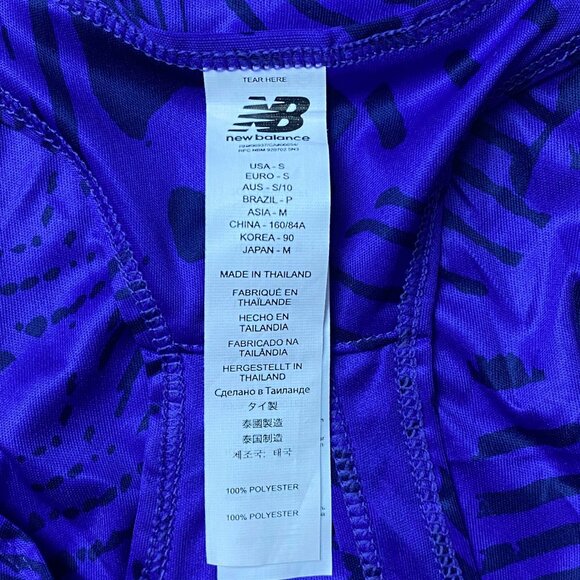 TEAR HERE
NB
new balance
USA - S
EURO - S
AUS - S/10
BRAZIL - P
ASIA - M
CHINA - 160/84A
KOREA - 90
JAPAN - M
MADE IN THAILAND
FABRIQUÉ EN
THAÏLANDE
HECHO EN
TAILANDIA
FABRICADO NA
TAILÂNDIA
HERGESTELLT IN
THAILAND
Сделано в Таиланде
タイ製
泰國製造
泰国制造
제조국: 태국
100% POLYESTER
100% POLYESTER